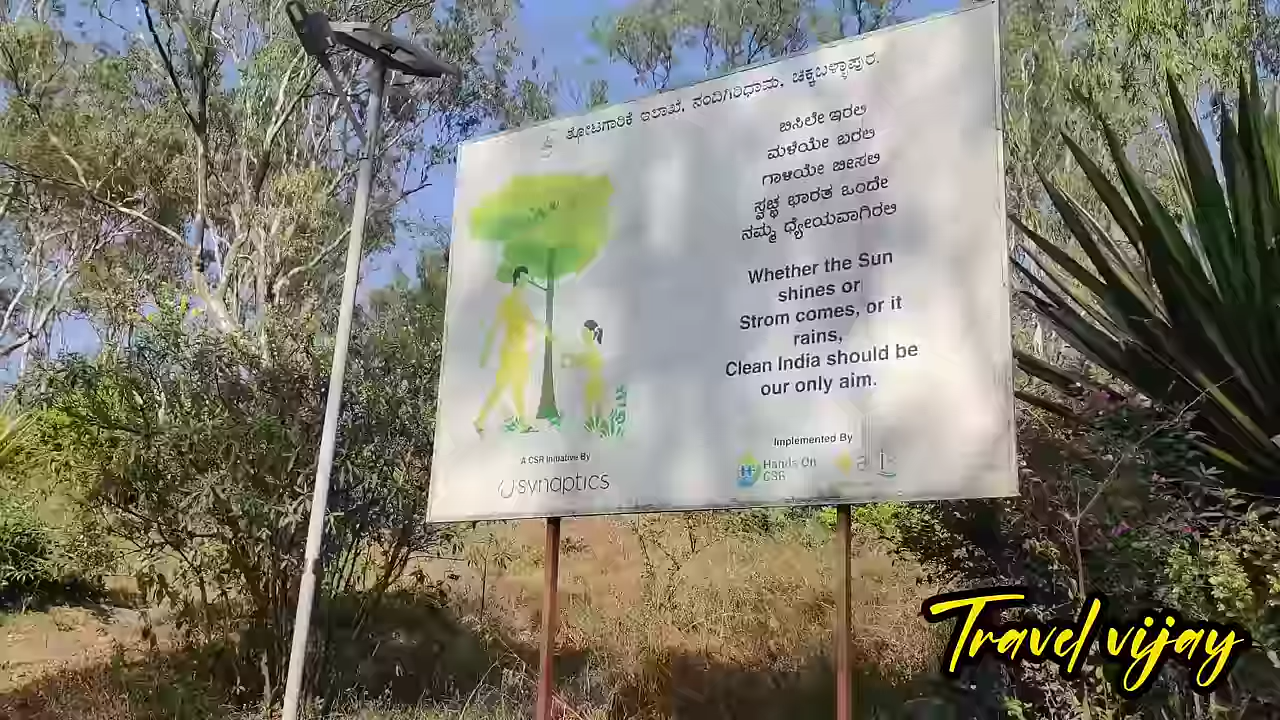 ತೋಟಗಾರಿಕೆ ಇಲಾಖೆ, ನಂದಿಗಿರಿಧಾಮ, ಚಿಕ್ಕಬಳ್ಳಾಪುರ.
ಬಿಸಿಲೇ ಇರಲಿ
ಮಳೆಯೇ ಬರಲಿ
ಗಾಳಿಯೇ ಬೀಸಲಿ
ಸ್ವಚ್ಛ ಭಾರತ ಒಂದೇ
ನಮ್ಮ ಧ್ಯೇಯವಾಗಿರಲಿ
Whether the Sun
shines or
Strom comes, or it
rains,
Clean India should be
our only aim.
A CSR Initiative By
synaptics
Implemented By
Hands On
CSR
Travel vijay